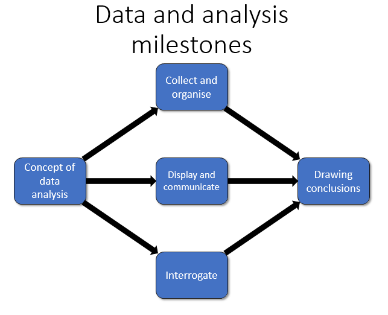 Data and analysis
milestones
Collect and
organise
Concept of
data
analysis
Display and
communicate
Drawing
conclusions
Interrogate